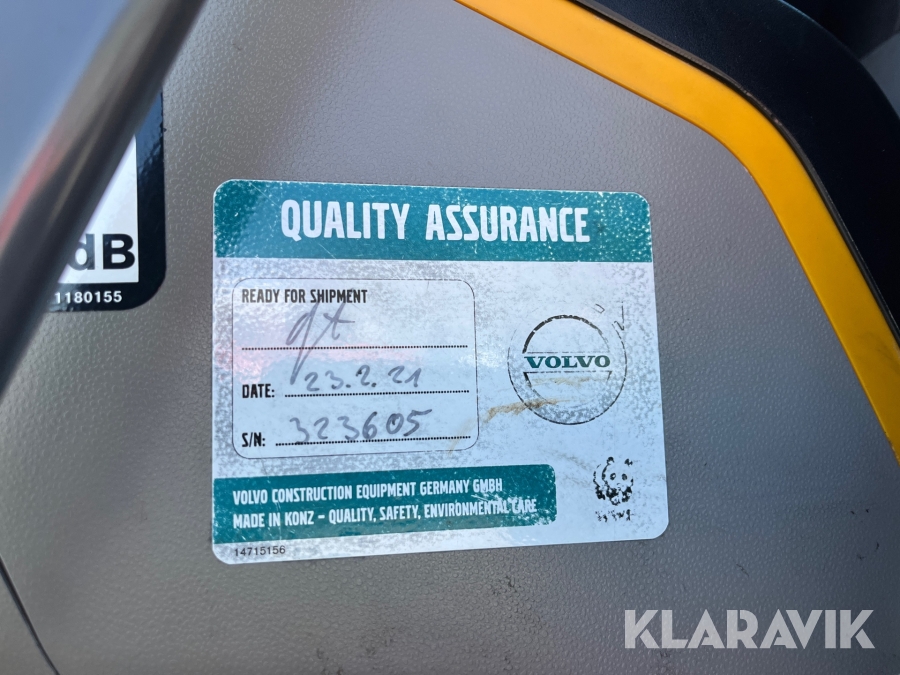 dB
1180155
QUALITY ASSURANCE
READY FOR SHIPMENT
DATE: 23.2.21
S/N: 323605
VOLVO
VOLVO CONSTRUCTION EQUIPMENT GERMANY GMBH
MADE IN KONZ – QUALITY, SAFETY, ENVIRONMENTAL CARE
WWF
14715156
KLARAVIK